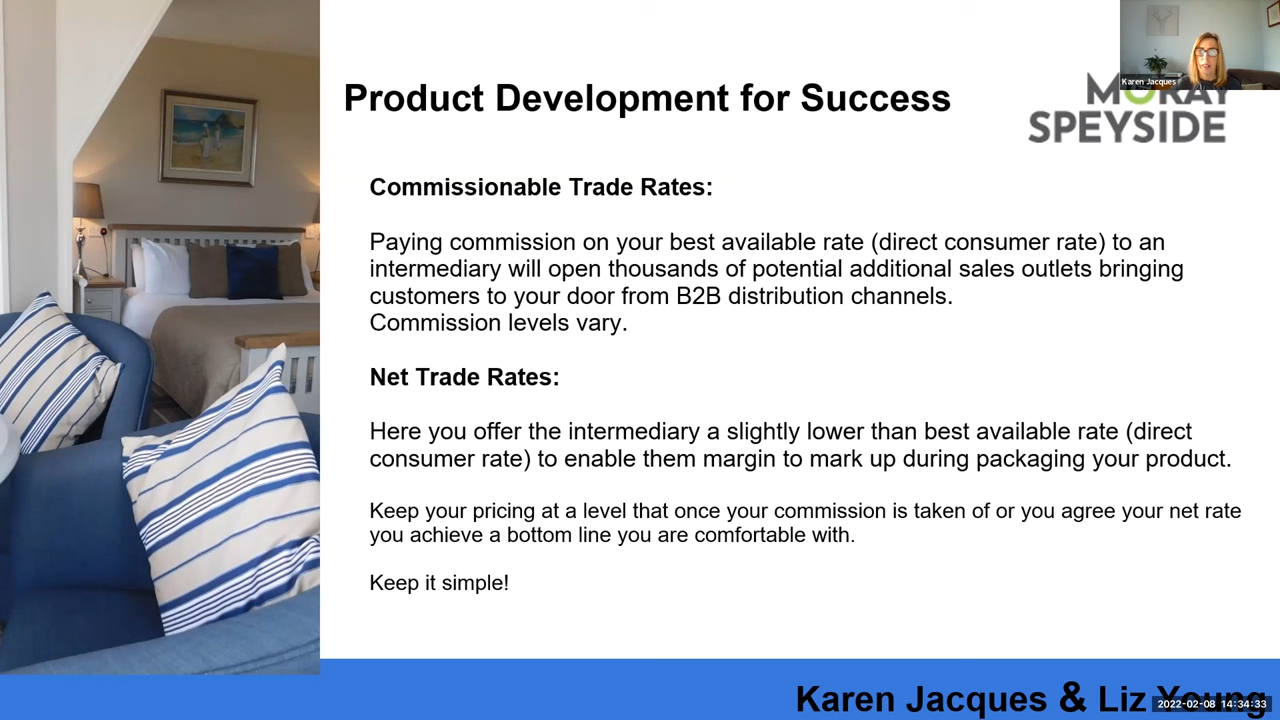 Karen Jacques
Product Development for Success
MORAY
SPEYSIDE
Commissionable Trade Rates:
Paying commission on your best available rate (direct consumer rate) to an
intermediary will open thousands of potential additional sales outlets bringing
customers to your door from B2B distribution channels.
Commission levels vary.
Net Trade Rates:
Here you offer the intermediary a slightly lower than best available rate (direct
consumer rate) to enable them margin to mark up during packaging your product.
Keep your pricing at a level that once your commission is taken of or you agree your net rate
you achieve a bottom line you are comfortable with.
Keep it simple!
Karen Jacques & Liz Young
2022-02-08 14:34:33